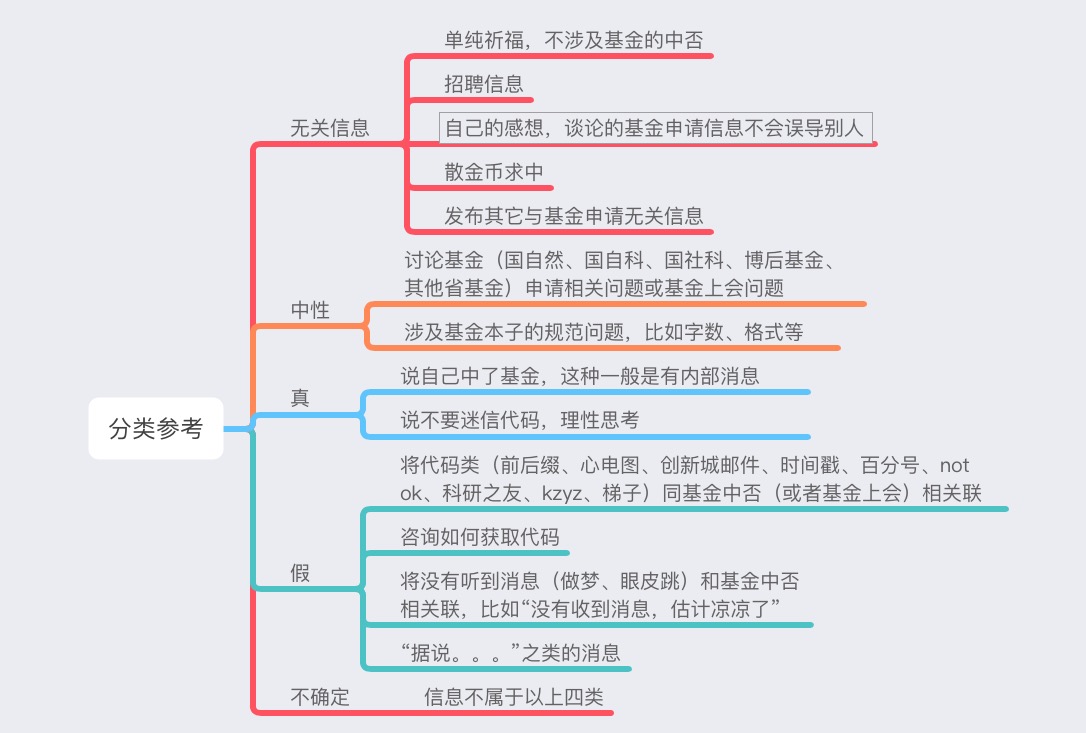 单纯祈福，不涉及基金的中否
招聘信息
无关信息
自己的感想，谈论的基金申请信息不会误导别人
散金币求中
发布其它与基金申请无关信息
讨论基金（国自然、国自科、国社科、博后基金、
其他省基金）申请相关问题或基金上会问题
中性
涉及基金本子的规范问题，比如字数、格式等
说自己中了基金，这种一般是有内部消息
真
说不要迷信代码，理性思考
分类参考
将代码类（前后缀、心电图、创新城邮件、时间戳、百分号、not
ok、科研之友、kzyz、梯子）同基金中否（或者基金上会）相关联
咨询如何获取代码
假
将没有听到消息（做梦、眼皮跳）和基金中否
相关联，比如“没有收到消息，估计凉凉了”
“据说。。。”之类的消息
不确定
信息不属于以上四类